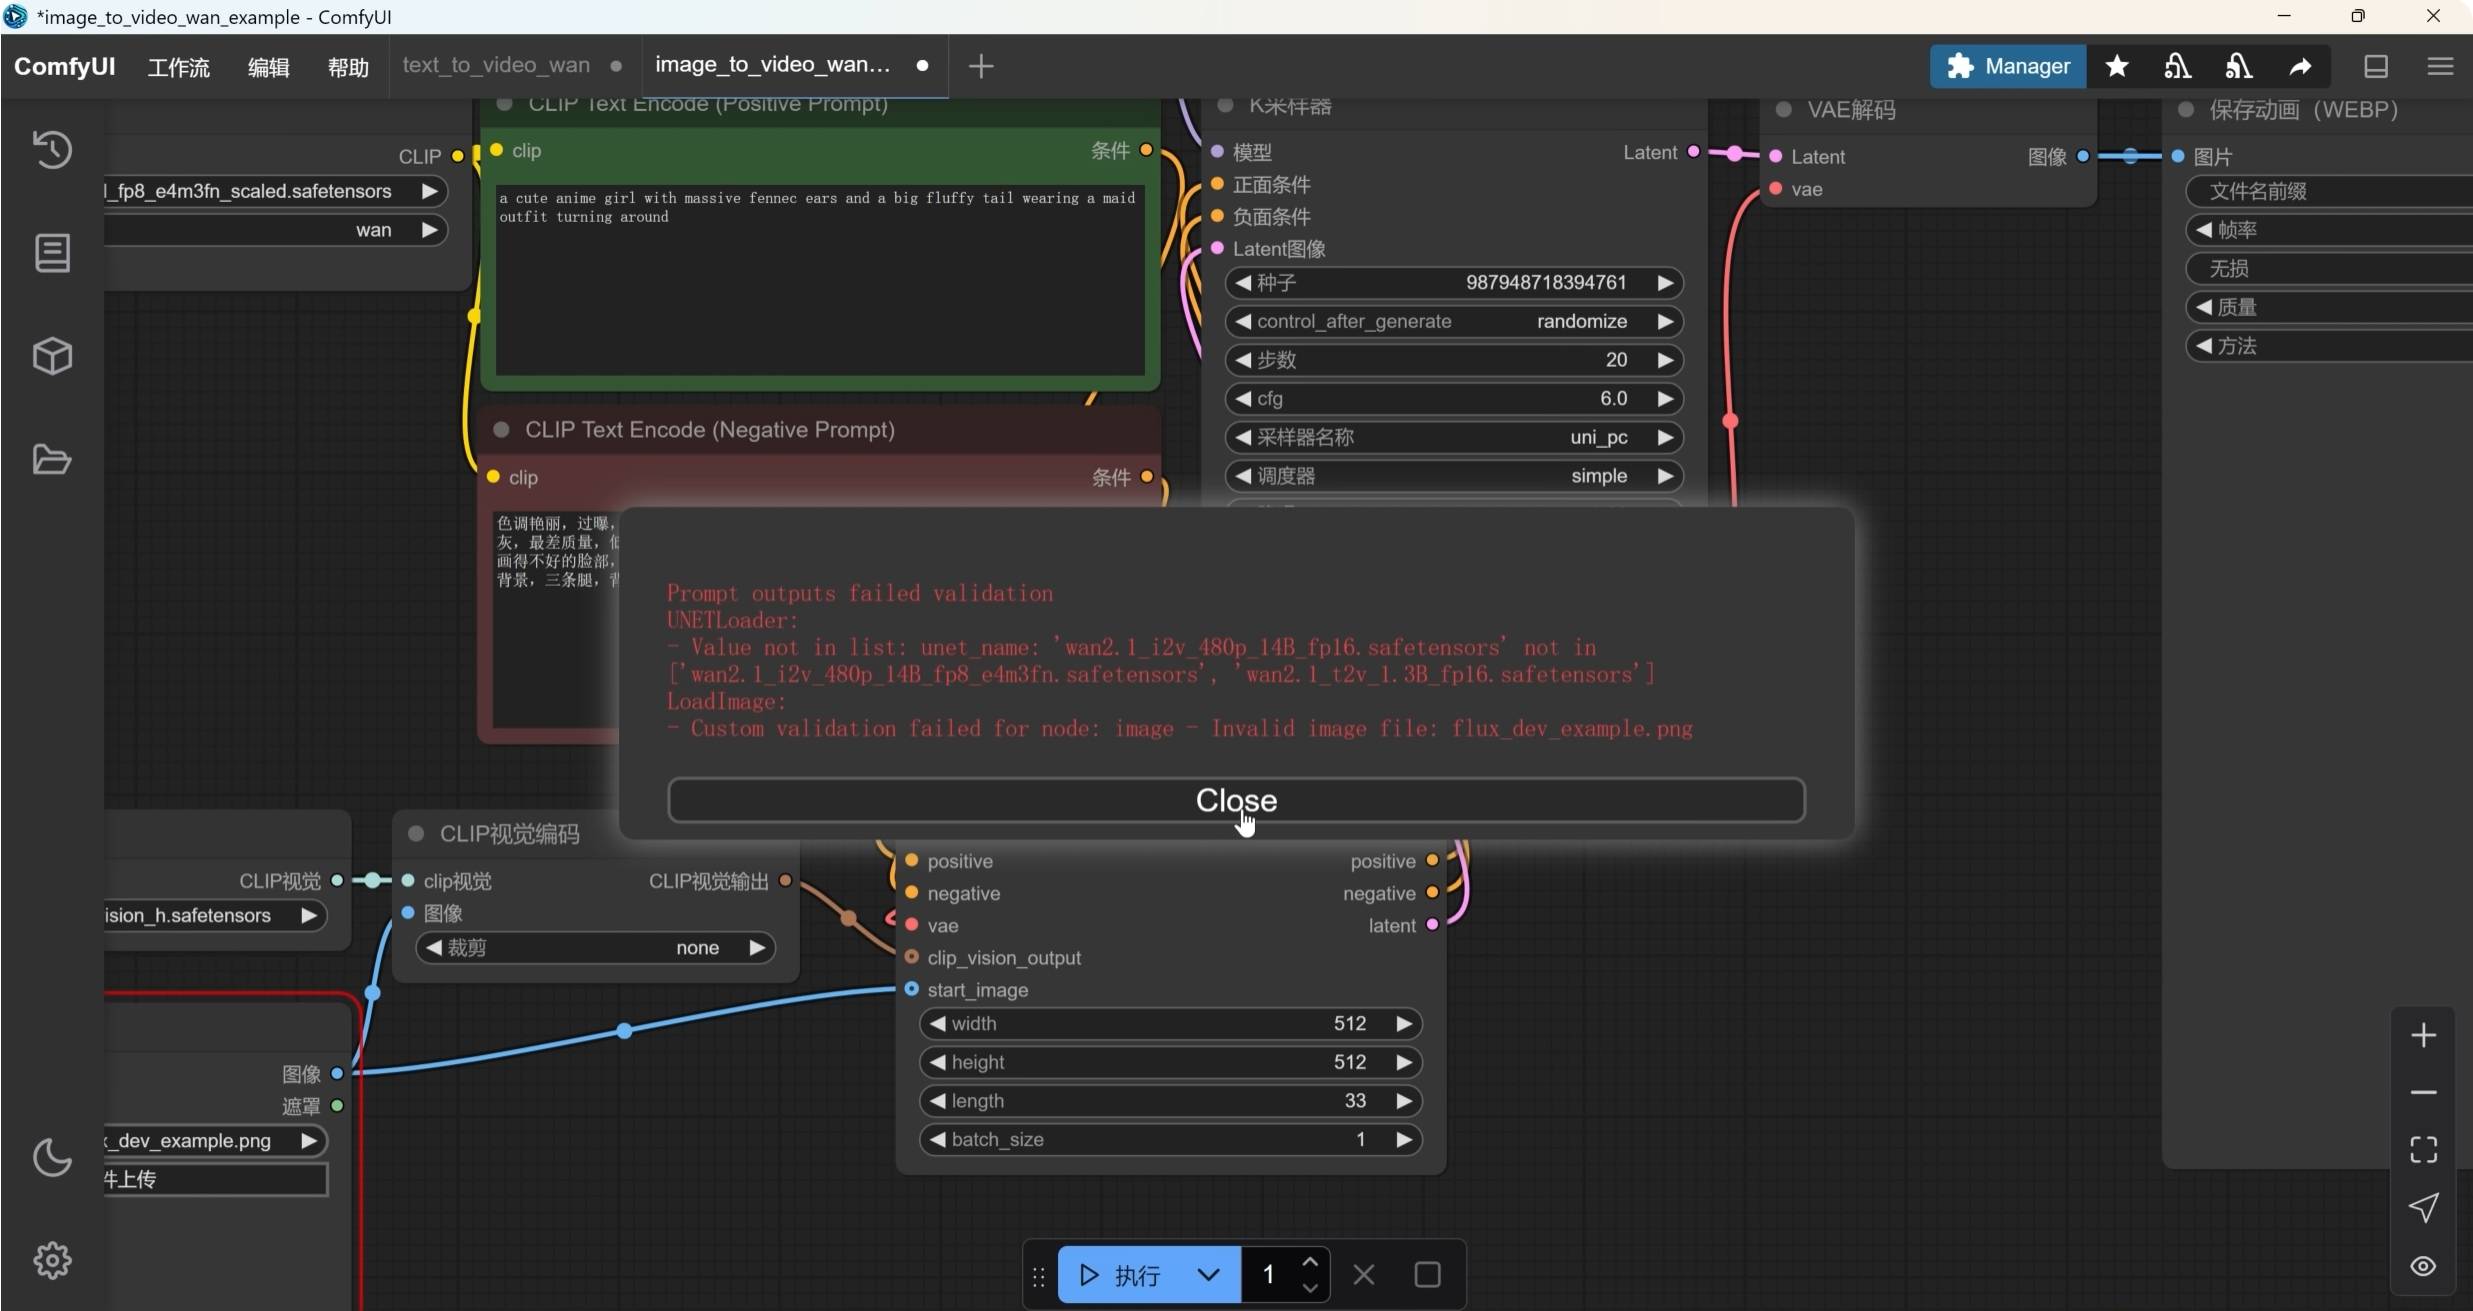 *image_to_video_wan_example - ComfyUI
ComfyUI 工作流 编辑 帮助 text_to_video_wan image_to_video_wan... Manager
CLIP
l_fp8_e4m3fn_scaled.safetensors
wan
CLIP Text Encode (Positive Prompt)
clip 条件
a cute anime girl with massive fennec ears and a big fluffy tail wearing a maid
outfit turning around
CLIP Text Encode (Negative Prompt)
clip 条件
色调艳丽，过曝，
灰，最差质量，低
画得不好的脸部，
背景，三条腿，背
K采样器
模型 Latent
正面条件
负面条件
Latent图像
种子 987948718394761
control_after_generate randomize
步数 20
cfg 6.0
采样器名称 uni_pc
调度器 simple
VAE解码
Latent 图像
vae
保存动画（WEBP）
图片
文件名前缀
帧率
无损
质量
方法
Prompt outputs failed validation
UNETLoader:
- Value not in list: unet_name: 'wan2.1_i2v_480p_14B_fp16.safetensors' not in
['wan2.1_i2v_480p_14B_fp8_e4m3fn.safetensors', 'wan2.1_t2v_1.3B_fp16.safetensors']
LoadImage:
- Custom validation failed for node: image - Invalid image file: flux_dev_example.png
Close
CLIP视觉
ision_h.safetensors
CLIP视觉编码
clip视觉 CLIP视觉输出
图像
裁剪 none
positive positive
negative negative
vae latent
clip_vision_output
start_image
width 512
height 512
length 33
batch_size 1
图像
遮罩
_dev_example.png
件上传
执行 1